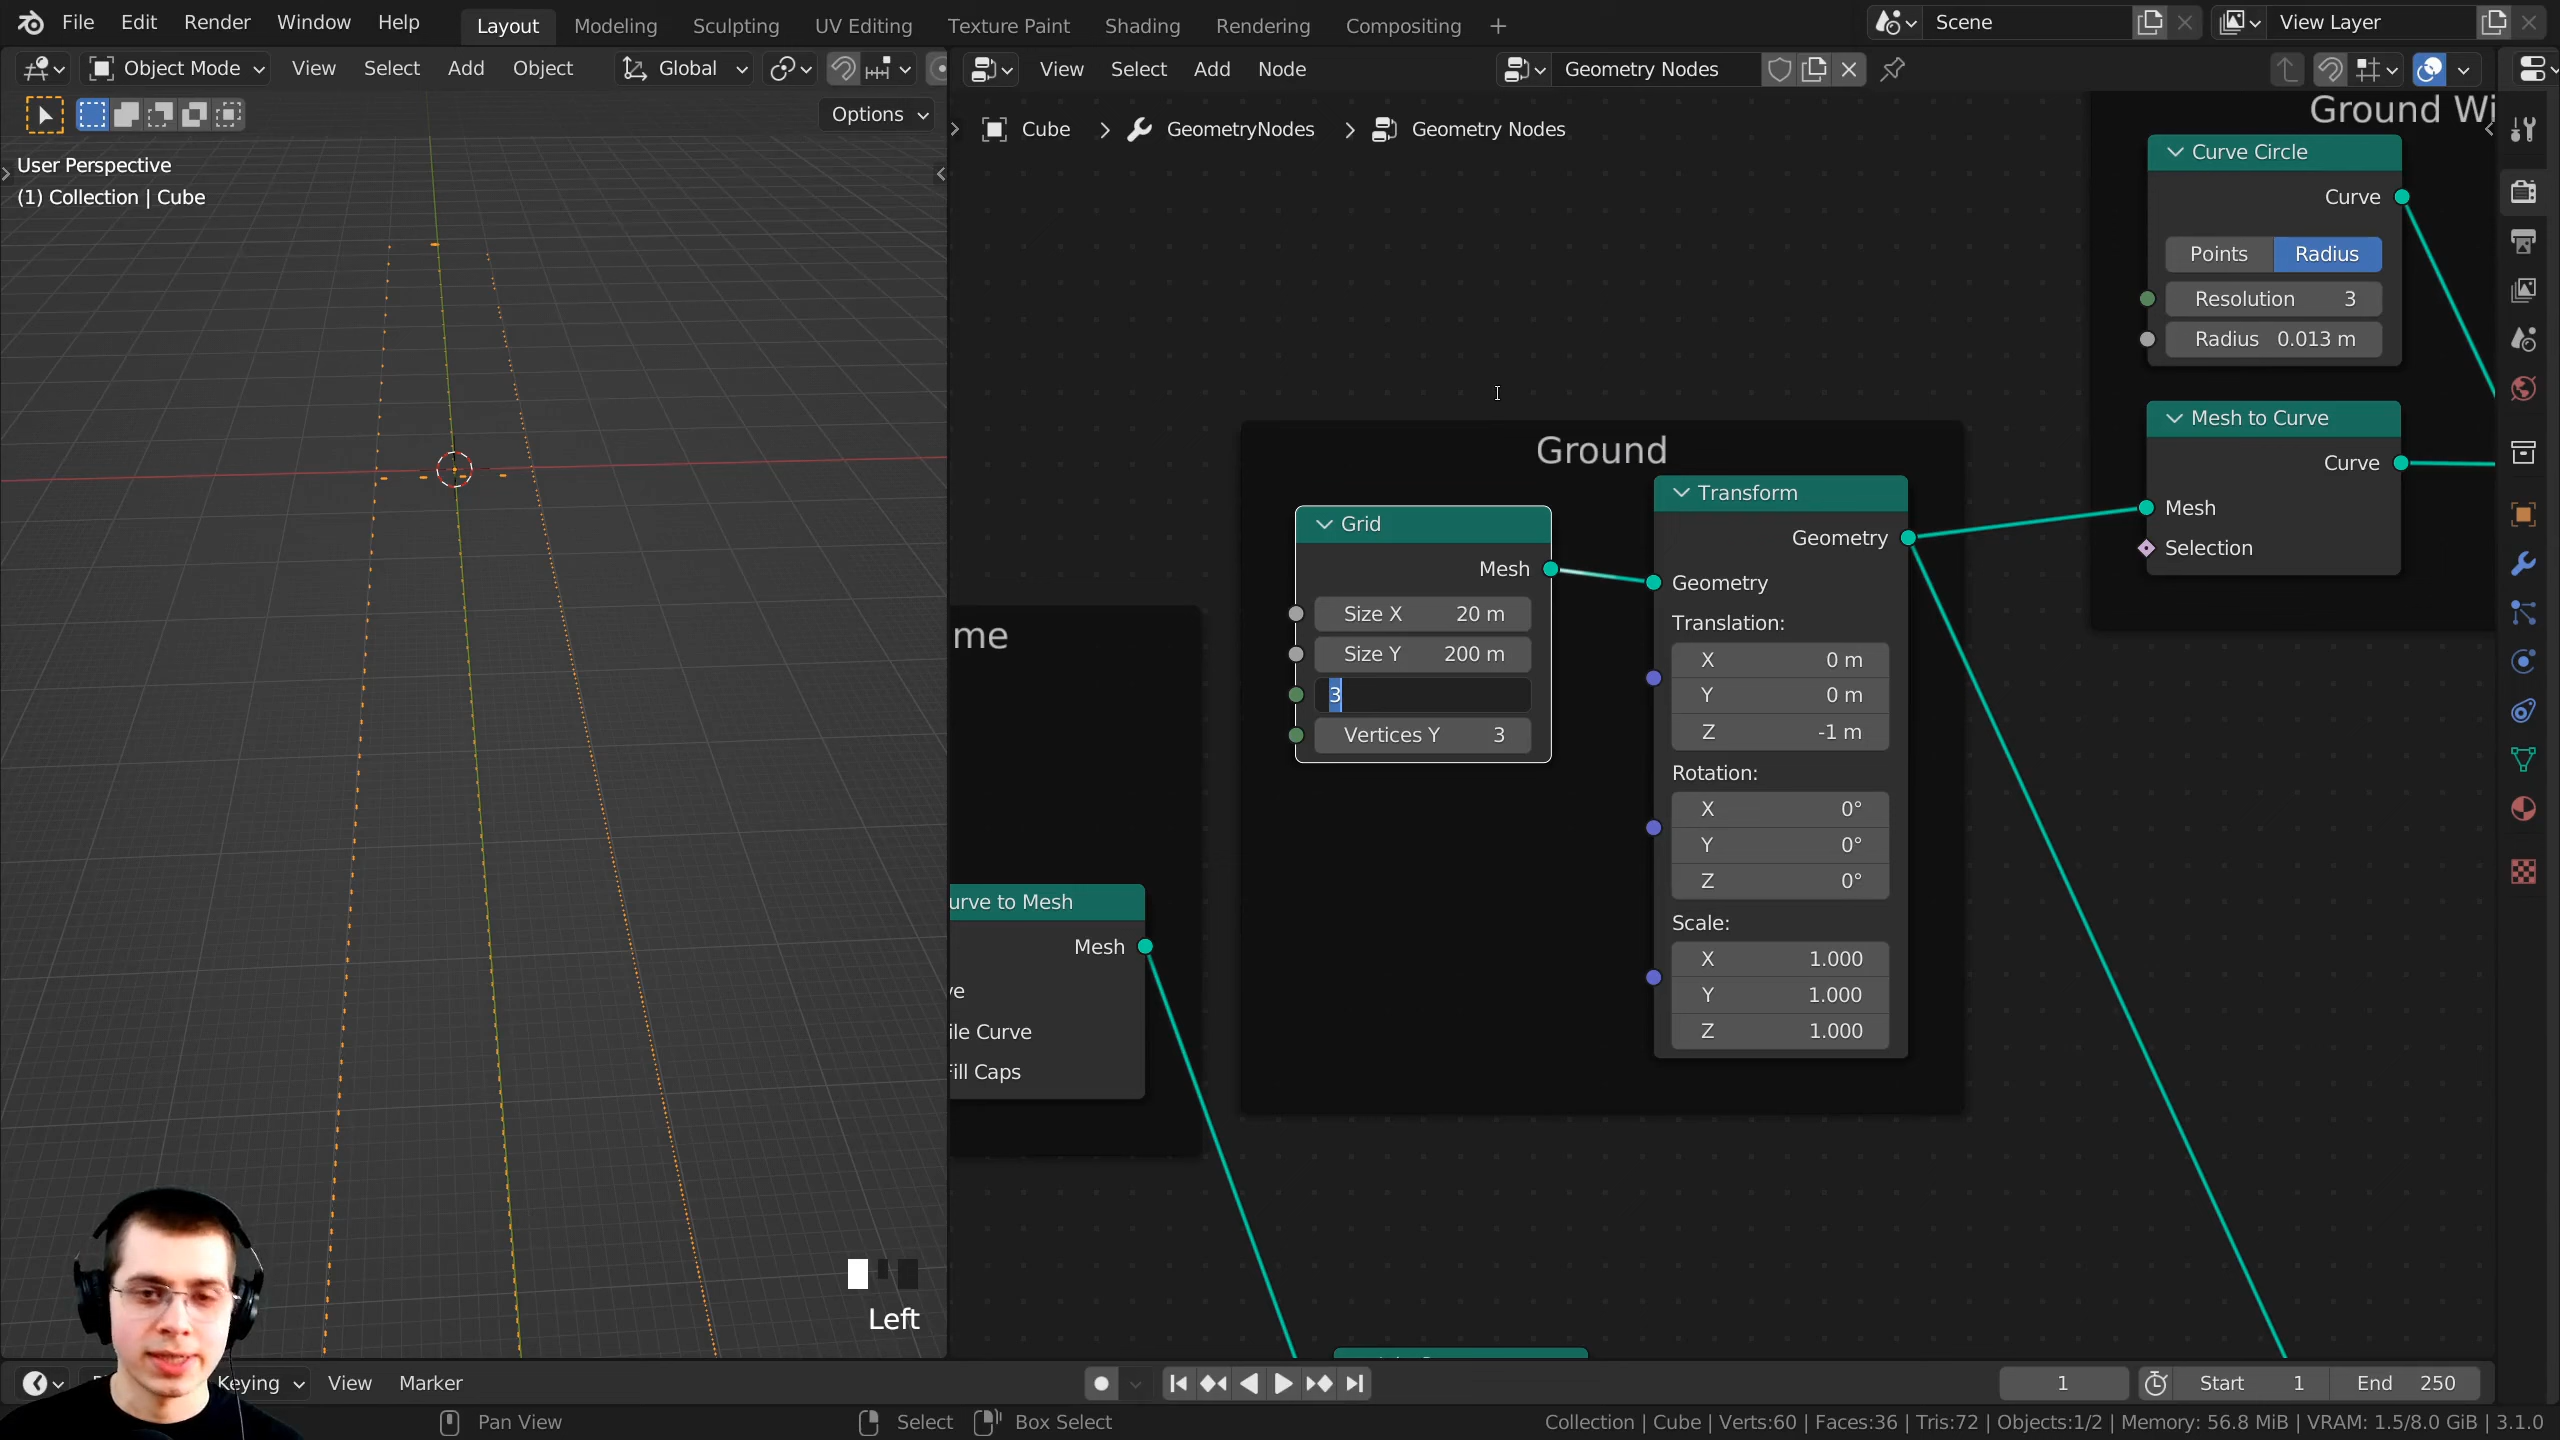 File Edit Render Window Help Layout Modeling Sculpting UV Editing Texture Paint Shading Rendering Compositing + Scene View Layer
Object Mode View Select Add Object Global View Select Add Node Geometry Nodes
Options
Cube > GeometryNodes > Geometry Nodes
User Perspective
(1) Collection | Cube
Ground Wi
Curve Circle
Curve
Points Radius
Resolution 3
Radius 0.013 m
Mesh to Curve
Curve
Mesh
Selection
Ground
Grid
Mesh
Size X 20 m
Size Y 200 m
3
Vertices Y 3
Transform
Geometry
Geometry
Translation:
X 0 m
Y 0 m
Z -1 m
Rotation:
X 0°
Y 0°
Z 0°
Scale:
X 1.000
Y 1.000
Z 1.000
me
urve to Mesh
Mesh
ile Curve
ill Caps
Left
Keying View Marker 1 Start 1 End 250
Pan View Select Box Select Collection | Cube | Verts:60 | Faces:36 | Tris:72 | Objects:1/2 | Memory: 56.8 MiB | VRAM: 1.5/8.0 GiB | 3.1.0